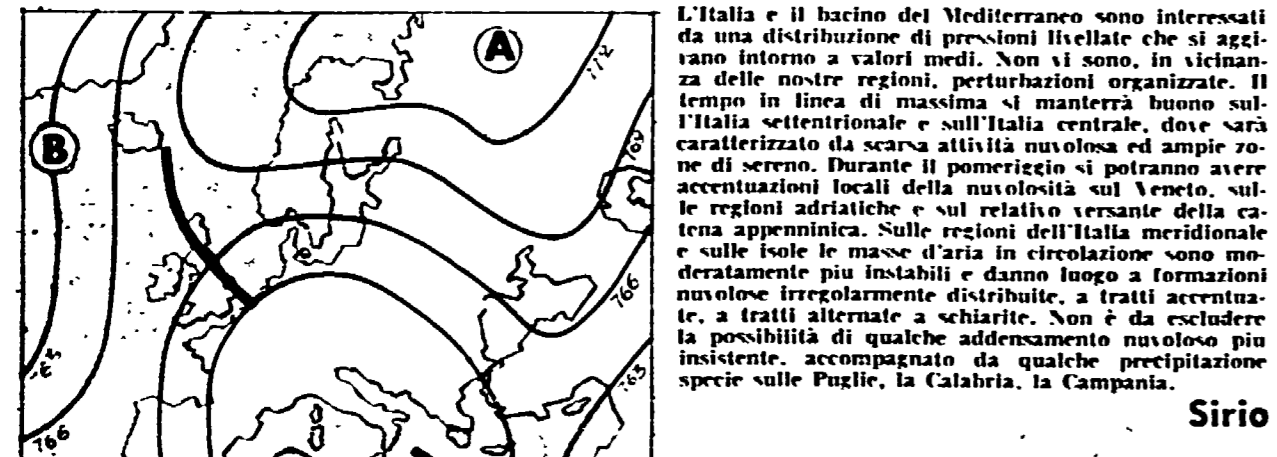 A
B
772
769
766
763
766
L'Italia e il bacino del Mediterraneo sono interessati
da una distribuzione di pressioni livellate che si aggi-
rano intorno a valori medi. Non vi sono, in vicinan-
za delle nostre regioni, perturbazioni organizzate. Il
tempo in linea di massima si manterrà buono sul-
l'Italia settentrionale e sull'Italia centrale, dove sarà
caratterizzato da scarsa attività nuvolosa ed ampie zo-
ne di sereno. Durante il pomeriggio si potranno avere
accentuazioni locali della nuvolosità sul Veneto, sul-
le regioni adriatiche e sul relativo versante della ca-
tena appenninica. Sulle regioni dell'Italia meridionale
e sulle isole le masse d'aria in circolazione sono mo-
deratamente piu instabili e danno luogo a formazioni
nuvolose irregolarmente distribuite, a tratti accentua-
te, a tratti alternate a schiarite. Non è da escludere
la possibilità di qualche addensamento nuvoloso piu
insistente, accompagnato da qualche precipitazione
specie sulle Puglie, la Calabria, la Campania.
Sirio